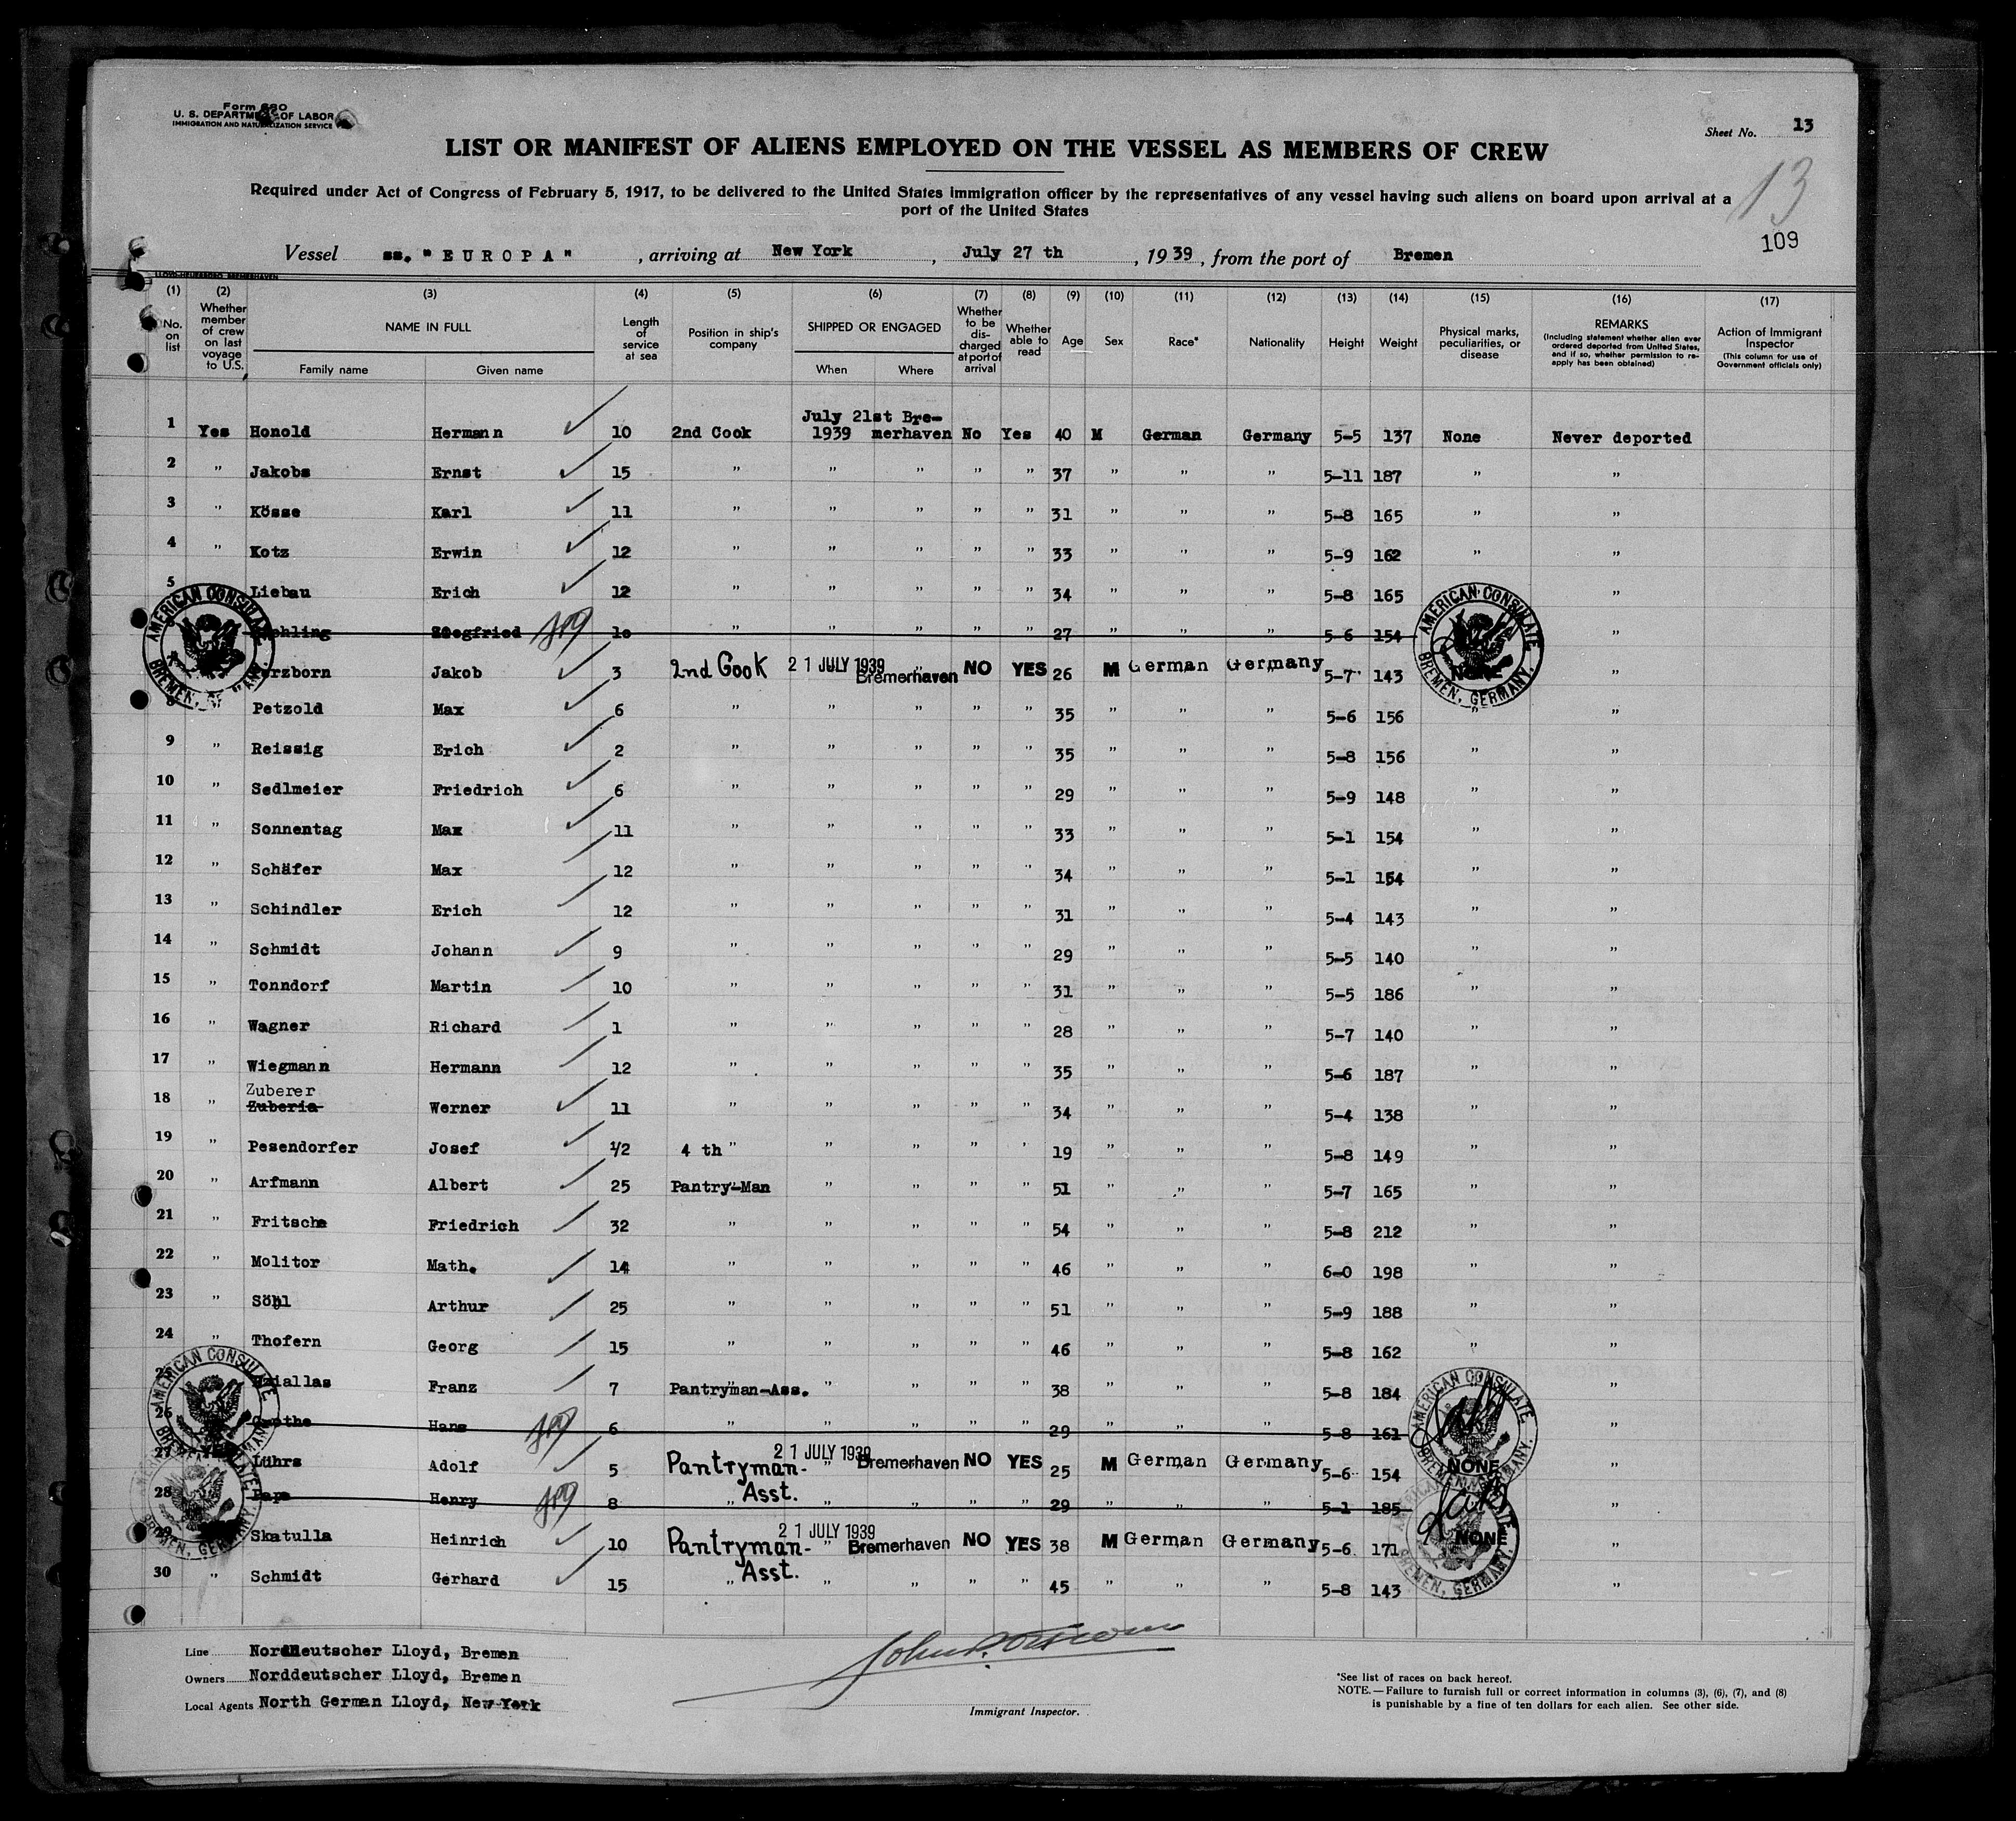 Form 680
U. S. DEPARTMENT OF LABOR
IMMIGRATION AND NATURALIZATION SERVICE
Sheet No. 13
LIST OR MANIFEST OF ALIENS EMPLOYED ON THE VESSEL AS MEMBERS OF CREW
13
Required under Act of Congress of February 5, 1917, to be delivered to the United States immigration officer by the representatives of any vessel having such aliens on board upon arrival at a
port of the United States
109
Vessel ss. "EUROPA", arriving at New York, July 27 th, 1939, from the port of Bremen
(1) (2) (3) (4) (5) (6) (7) (8) (9) (10) (11) (12) (13) (14) (15) (16) (17)
No. on list
Whether member of crew on last voyage to U.S.
NAME IN FULL
Family name
Given name
Length of service at sea
Position in ship's company
SHIPPED OR ENGAGED
When
Where
Whether to be discharged at port of arrival
Whether able to read
Age
Sex
Race*
Nationality
Height
Weight
Physical marks, peculiarities, or disease
REMARKS
(Including statement whether alien ever ordered deported from United States, and if so, whether permission to re-apply has been obtained)
Action of Immigrant Inspector
(This column for use of Government officials only)
1 Yes Honold Hermann 10 2nd Cook July 21st 1939 Bre-merhaven No Yes 40 M German Germany 5-5 137 None Never deported
2 " Jakobs Ernst 15 " " " " " 37 " " " 5-11 187 " "
3 " Kösse Karl 11 " " " " " 31 " " " 5-8 165 " "
4 " Kotz Erwin 12 " " " " " 33 " " " 5-9 162 " "
5 Liebau Erich 12 " " " " " 34 " " " 5-8 165 "
Siegfried 10 " " " " " 27 " " " 5-6 154 "
Jakob 3 2nd Cook 21 JULY 1939 Bremerhaven NO YES 26 M German Germany 5-7 143 NONE "
8 Petzold Max 6 " " " " " 35 " " " 5-6 156 " "
9 " Reissig Erich 2 " " " " " 35 " " " 5-8 156 " "
10 " Sedlmeier Friedrich 6 " " " " " 29 " " " 5-9 148 " "
11 " Sonnentag Max 11 " " " " " 33 " " " 5-1 154 " "
12 " Schäfer Max 12 " " " " " 34 " " " 5-1 154 " "
13 " Schindler Erich 12 " " " " " 31 " " " 5-4 143 " "
14 " Schmidt Johann 9 " " " " " 29 " " " 5-5 140 " "
15 " Tonndorf Martin 10 " " " " " 31 " " " 5-5 186 " "
16 " Wagner Richard 1 " " " " " 28 " " " 5-7 140 " "
17 " Wiegmann Hermann 12 " " " " " 35 " " " 5-6 187 " "
Zuberer
18 " Zuberia Werner 11 " " " " " 34 " " " 5-4 138 " "
19 " Pesendorfer Josef 1/2 4 th " " " " " 19 " " " 5-8 149 " "
20 " Arfmann Albert 25 Pantry-Man " " " " 51 " " " 5-7 165 " "
21 " Fritsche Friedrich 32 " " " " " 54 " " " 5-8 212 " "
22 " Molitor Math. 14 " " " " " 46 " " " 6-0 198 " "
23 " Söhl Arthur 25 " " " " " 51 " " " 5-9 188 " "
24 " Thofern Georg 15 " " " " " 46 " " " 5-8 162 " "
25 Franz 7 Pantryman-Ass. " " " " 38 " " " 5-8 184 "
26 Hans 6 " " " " " 29 " " " 5-8 161 "
27 Lührs Adolf 5 Pantryman-Asst. 21 JULY 1939 Bremerhaven NO YES 25 M German Germany 5-6 154 NONE "
28 Pape Henry 8 " " " " " 29 " " " 5-1 185 "
29 Skatulla Heinrich 10 Pantryman-Asst. 21 JULY 1939 Bremerhaven NO YES 38 M German Germany 5-6 171 NONE "
30 " Schmidt Gerhard 15 " " " " " 45 " " " 5-8 143 "
AMERICAN CONSULATE BREMEN, GERMANY.
AMERICAN CONSULATE BREMEN, GERMANY.
AMERICAN CONSULATE BREMEN, GERMANY.
AMERICAN CONSULATE BREMEN, GERMANY.
Line Norddeutscher Lloyd, Bremen
Owners Norddeutscher Lloyd, Bremen
Local Agents North German Lloyd, New-York
Immigrant Inspector.
*See list of races on back hereof.
NOTE.—Failure to furnish full or correct information in columns (3), (6), (7), and (8)
is punishable by a fine of ten dollars for each alien. See other side.